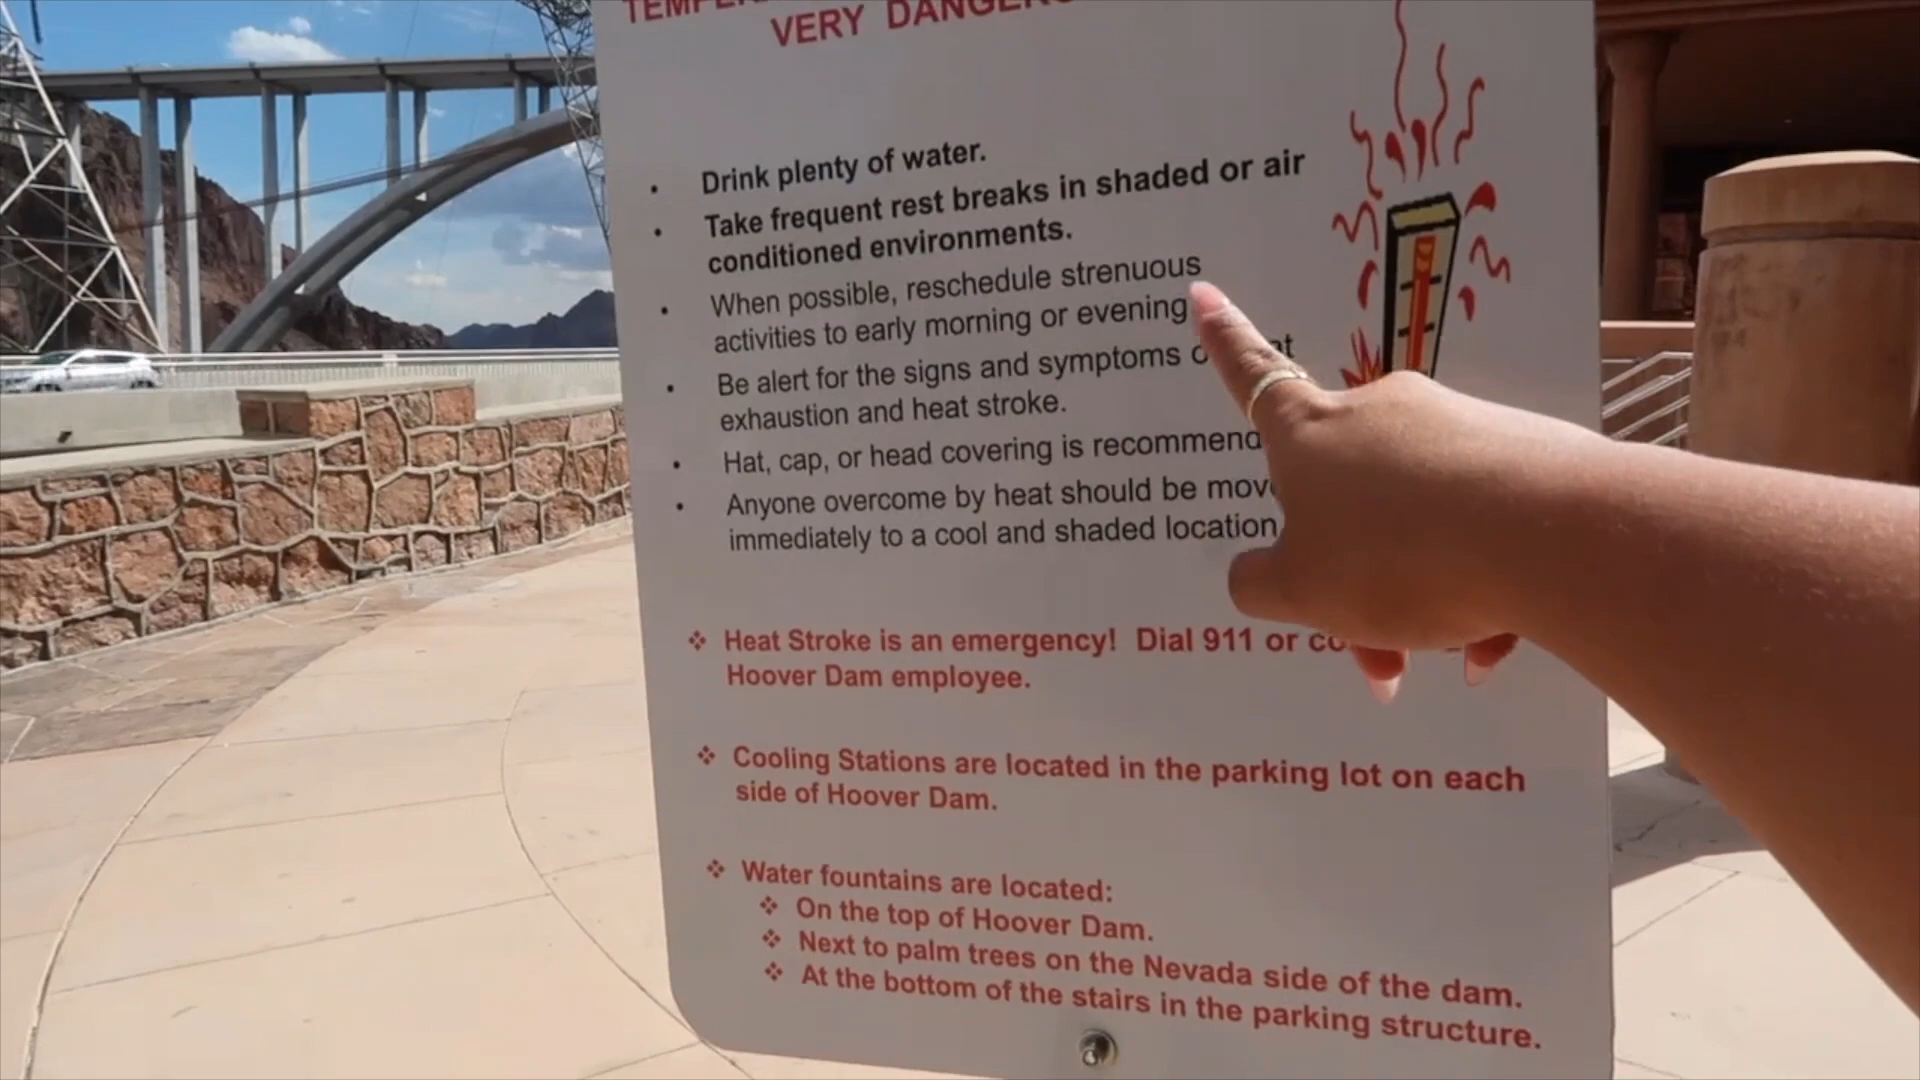 VERY
• Drink plenty of water.
• Take frequent rest breaks in shaded or air
conditioned environments.
• When possible, reschedule strenuous
activities to early morning or evening
• Be alert for the signs and symptoms
exhaustion and heat stroke.
• Hat, cap, or head covering is
• Anyone overcome by heat should be
immediately to a cool and shaded location
❖ Heat Stroke is an emergency! Dial 911 or
Hoover Dam employee.
❖ Cooling Stations are located in the parking lot on each
side of Hoover Dam.
❖ Water fountains are located:
❖ On the top of Hoover Dam.
❖ Next to palm trees on the Nevada side of the dam.
❖ At the bottom of the stairs in the parking structure.